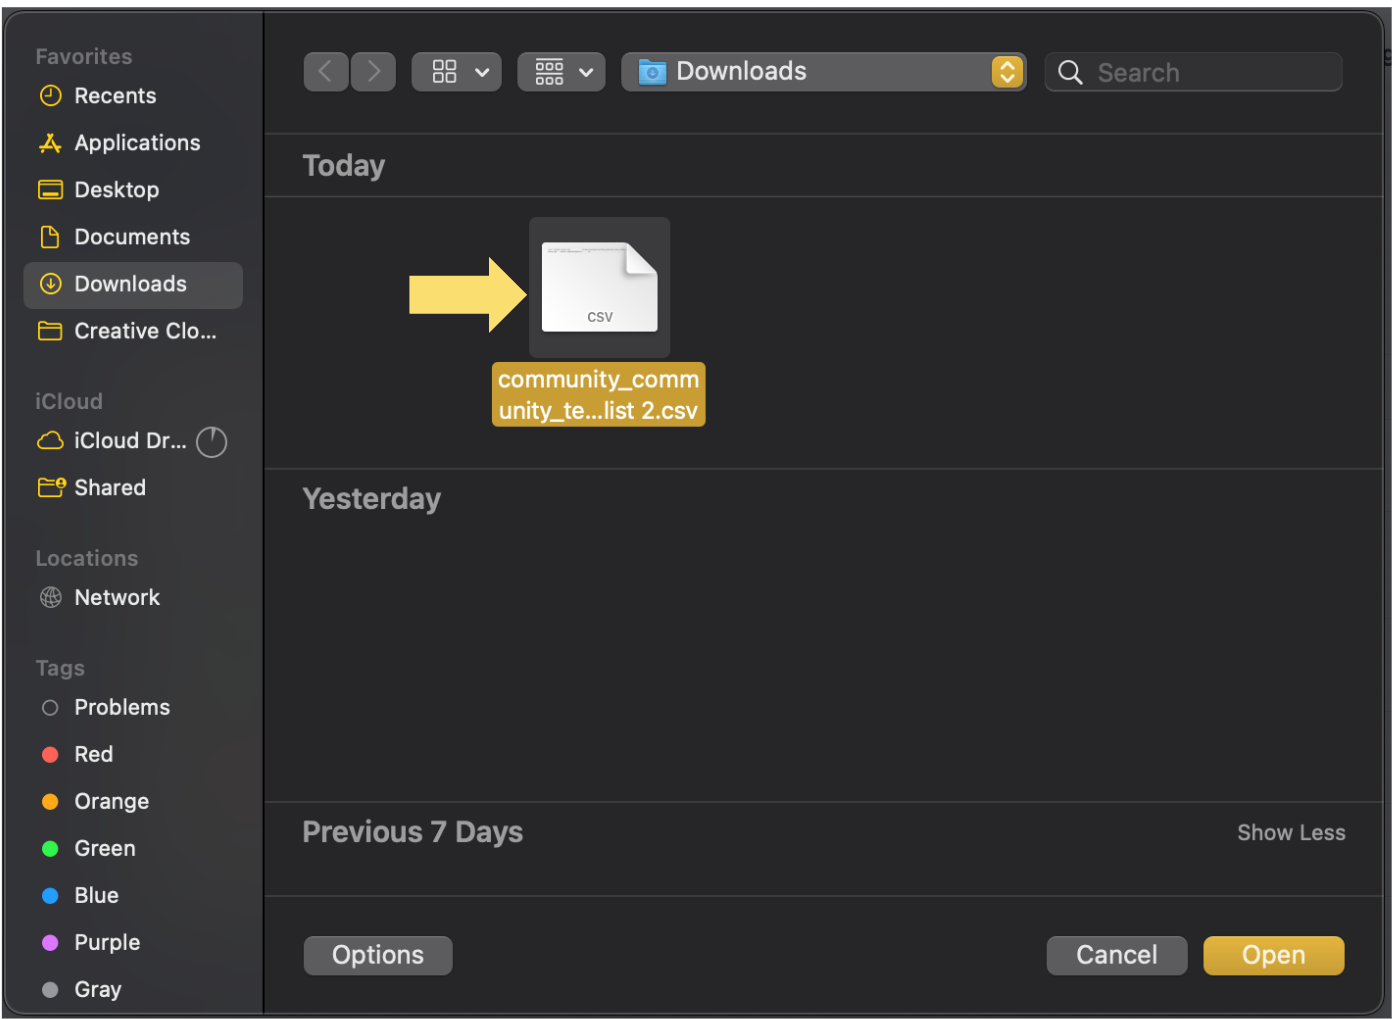 Favorites
Recents
Applications
Desktop
Documents
Downloads
Creative Clo...
iCloud
iCloud Dr...
Shared
Locations
Network
Tags
Problems
Red
Orange
Green
Blue
Purple
Gray
Downloads
Search
Today
CSV
community_comm
unity_te...list 2.csv
Yesterday
Previous 7 Days
Show Less
Options
Cancel
Open